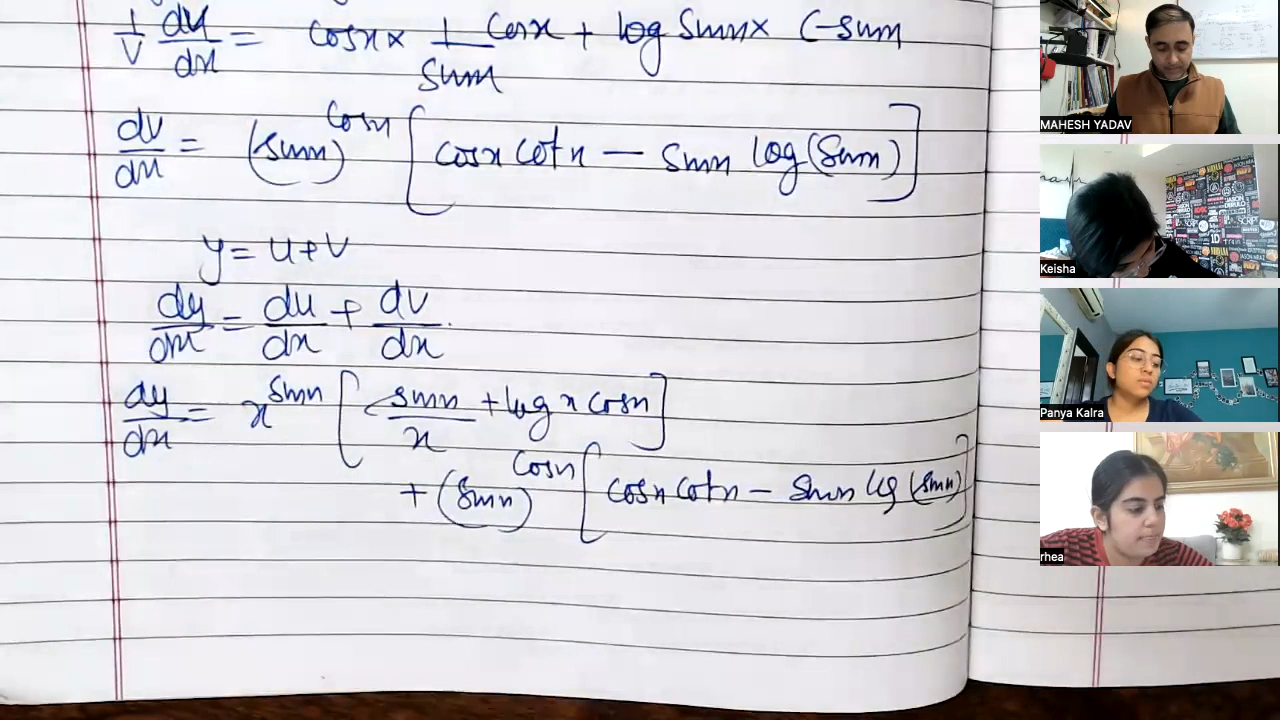 1/V dV/dx = cosx × 1/sinx cosx + log sinx × (-sinx
dv/dx = (sinx)^cosx [cosx cotx - sinx log(sinx)]
y = u+v
dy/dx = du/dx + dv/dx.
dy/dx = x^sinx [sinx/x + log x cosx]
+ (sinx)^cosx [cosx cotx - sinx log(sinx)]
MAHESH YADAV
Keisha
Panya Kalra
rhea